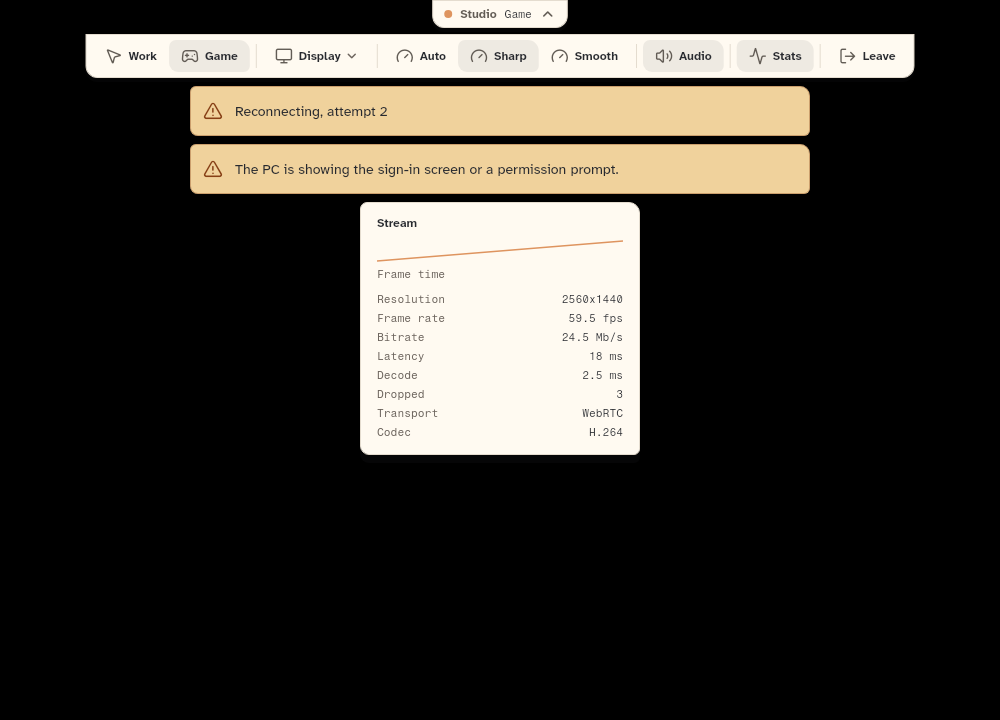 Studio Game
Work Game Display Auto Sharp Smooth Audio Stats Leave
Reconnecting, attempt 2
The PC is showing the sign-in screen or a permission prompt.
Stream
Frame time
Resolution 2560x1440
Frame rate 59.5 fps
Bitrate 24.5 Mb/s
Latency 18 ms
Decode 2.5 ms
Dropped 3
Transport WebRTC
Codec H.264